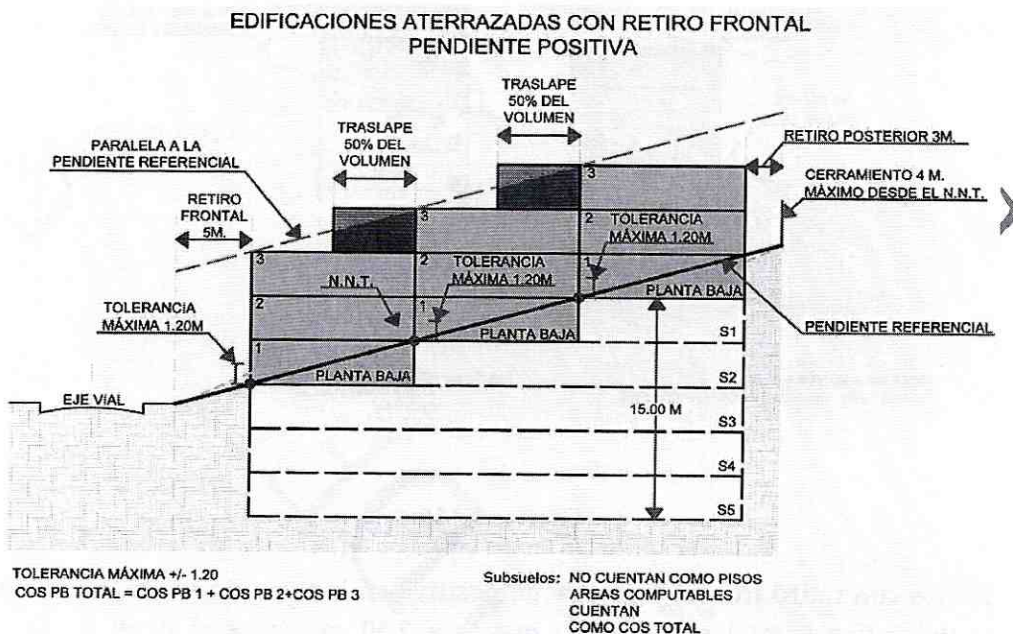 EDIFICACIONES ATERRAZADAS CON RETIRO FRONTAL
PENDIENTE POSITIVA
TRASLAPE
50% DEL
VOLUMEN
TRASLAPE
50% DEL
VOLUMEN
PARALELA A LA
PENDIENTE REFERENCIAL
RETIRO POSTERIOR 3M.
CERRAMIENTO 4 M.
MÁXIMO DESDE EL N.N.T.
RETIRO
FRONTAL
5M.
3
3
2
TOLERANCIA
MÁXIMA 1.20M
3
2
TOLERANCIA
MÁXIMA 1.20M
1
N.N.T.
PLANTA BAJA
TOLERANCIA
MÁXIMA 1.20M
2
1
PLANTA BAJA
S1
PENDIENTE REFERENCIAL
1
PLANTA BAJA
S2
EJE VÍAL
15.00 M
S3
S4
S5
TOLERANCIA MÁXIMA +/- 1.20
COS PB TOTAL = COS PB 1 + COS PB 2+COS PB 3
Subsuelos: NO CUENTAN COMO PISOS
AREAS COMPUTABLES
CUENTAN
COMO COS TOTAL